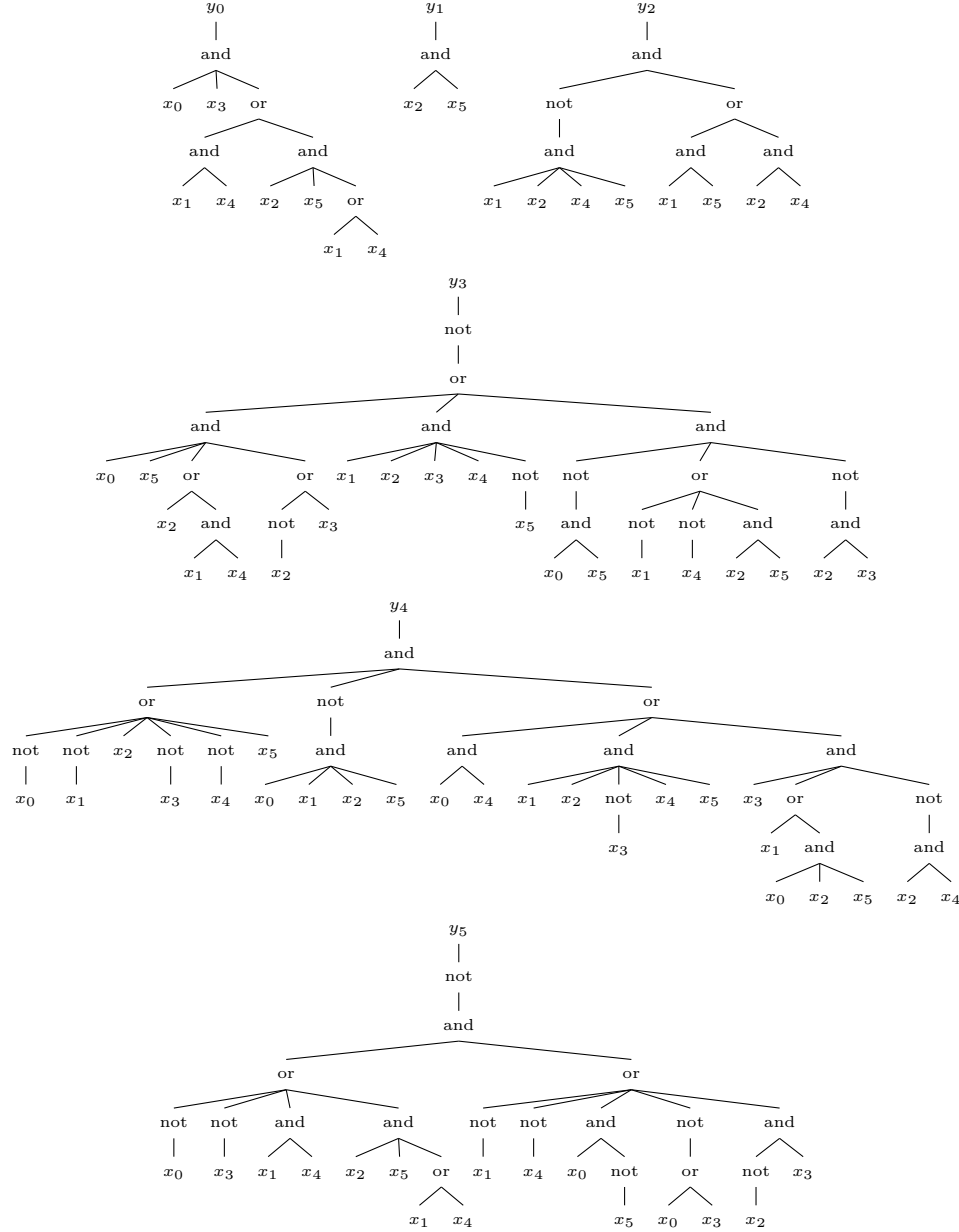 y0 y1 y2
and and and
x0 x3 or x2 x5 not or
and and and and and
x1 x4 x2 x5 or x1 x2 x4 x5 x1 x5 x2 x4
x1 x4
y3
not
or
and and and
x0 x5 or or x1 x2 x3 x4 not not or not
x2 and not x3 x5 and not not and and
x1 x4 x2 x0 x5 x1 x4 x2 x5 x2 x3
y4
and
or not or
not not x2 not not x5 and and and and
x0 x1 x3 x4 x0 x1 x2 x5 x0 x4 x1 x2 not x4 x5 x3 or not
x3 x1 and and
x0 x2 x5 x2 x4
y5
not
and
or or
not not and and not not and not and
x0 x3 x1 x4 x2 x5 or x1 x4 x0 not or not x3
x1 x4 x5 x0 x3 x2